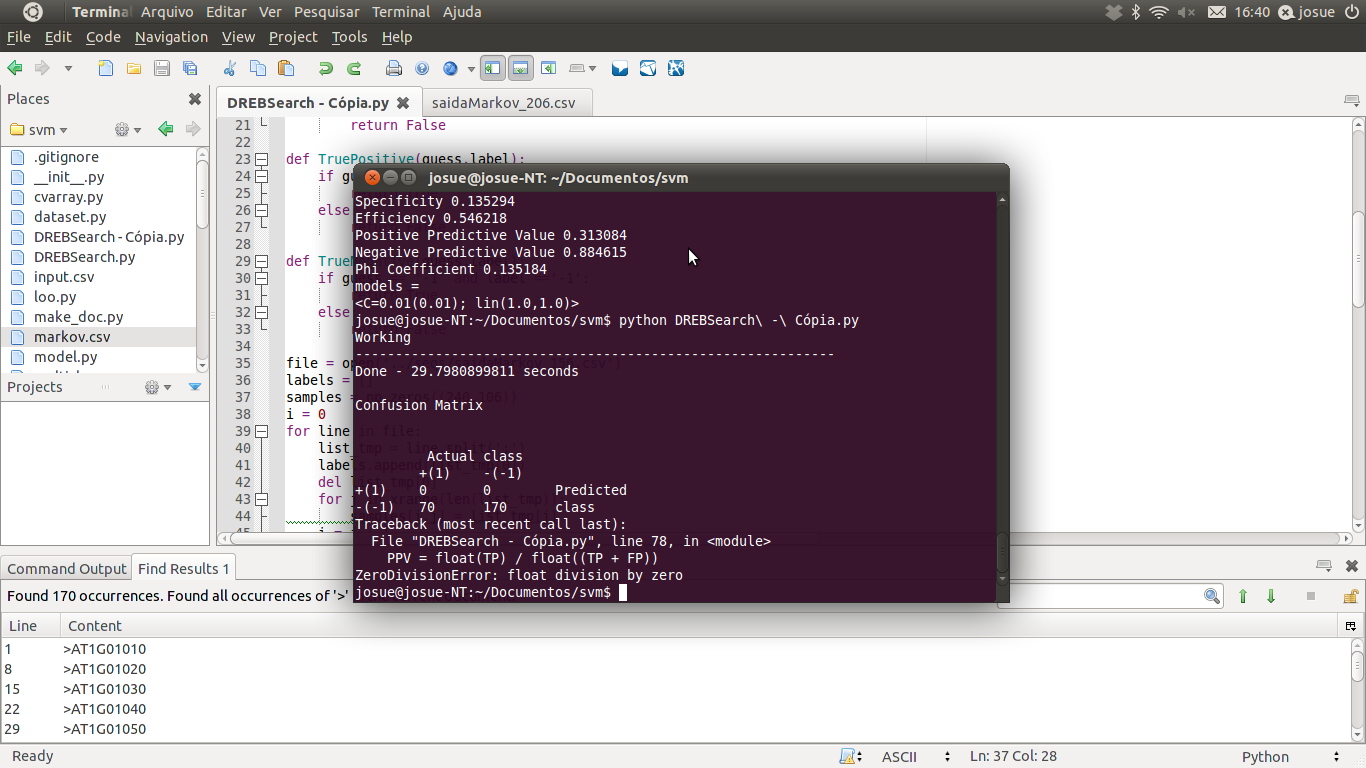 Terminal Arquivo Editar Ver Pesquisar Terminal Ajuda 16:40 josue
File Edit Code Navigation View Project Tools Help
Places
DREBSearch - Cópia.py
saidaMarkov_206.csv
svm
.gitignore
__init__.py
cvarray.py
dataset.py
DREBSearch - Cópia.py
DREBSearch.py
input.csv
loo.py
make_doc.py
markov.csv
model.py
Projects
21 return False
22
23 def TruePositive(guess,label):
24 if gu
25
26 else
27
28
29 def True
30 if gu
31
32 else
33
34
35 file = op
36 labels =
37 samples
38 i = 0
39 for line in file:
40 list_tmp = line.split(
41 labels.append(
42 del list_tmp
43 for
44
josue@josue-NT: ~/Documentos/svm
Specificity 0.135294
Efficiency 0.546218
Positive Predictive Value 0.313084
Negative Predictive Value 0.884615
Phi Coefficient 0.135184
models =
<C=0.01(0.01); lin(1.0,1.0)>
josue@josue-NT:~/Documentos/svm$ python DREBSearch\ -\ Cópia.py
Working
------------------------------------------------------------
Done - 29.7980899811 seconds
Confusion Matrix
Actual class
+(1) -(-1)
+(1) 0 0 Predicted
-(-1) 70 170 class
Traceback (most recent call last):
File "DREBSearch - Cópia.py", line 78, in <module>
PPV = float(TP) / float((TP + FP))
ZeroDivisionError: float division by zero
josue@josue-NT:~/Documentos/svm$
Command Output
Find Results 1
Found 170 occurrences. Found all occurrences of '>'
Line Content
1 >AT1G01010
8 >AT1G01020
15 >AT1G01030
22 >AT1G01040
29 >AT1G01050
Ready ASCII Ln: 37 Col: 28 Python